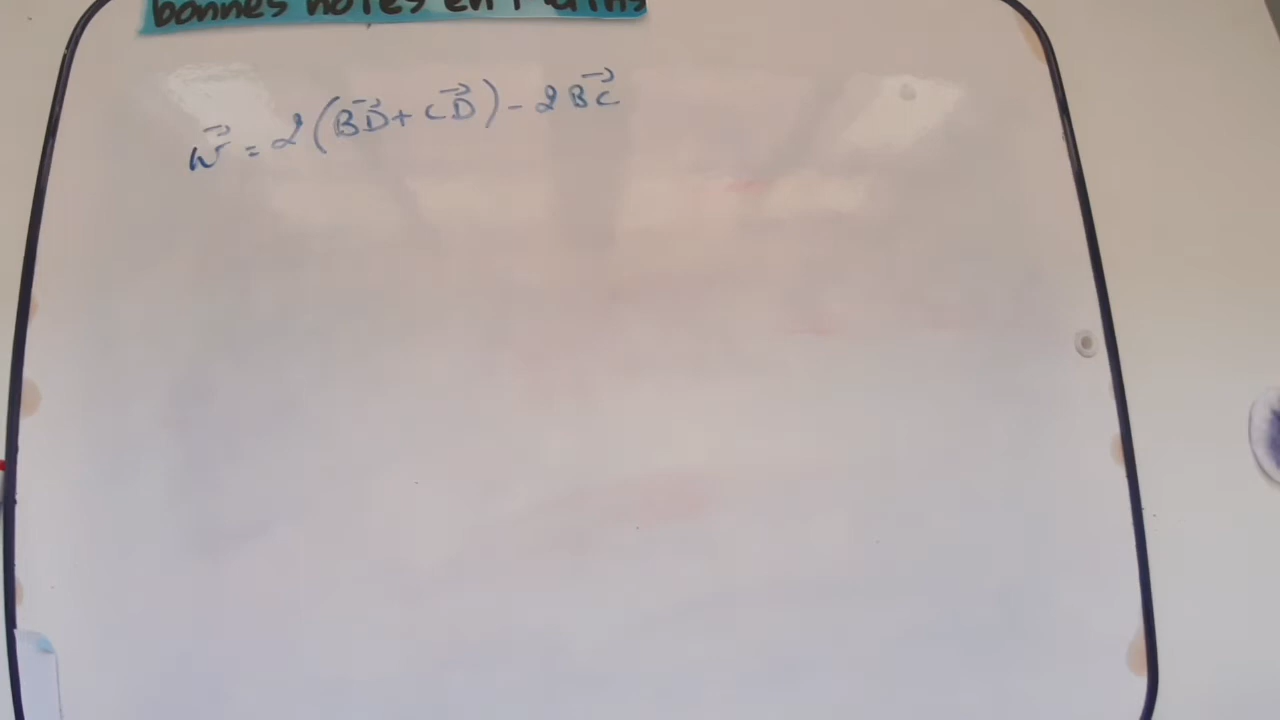 bonnes notes en Maths
w⃗ = 2(BD⃗ + CD⃗) - 2BC⃗